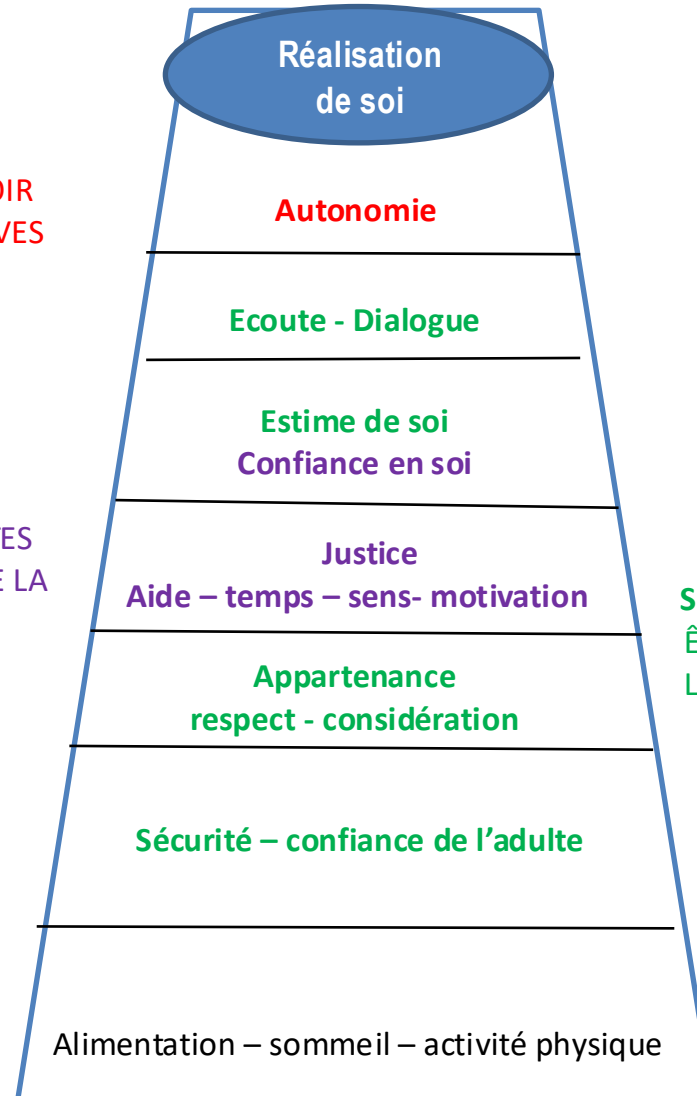 Réalisation
de soi
Autonomie
Ecoute - Dialogue
Estime de soi
Confiance en soi
Justice
Aide – temps – sens- motivation
LA
Appartenance
respect - considération
Sécurité – confiance de l’adulte
Alimentation – sommeil – activité physique